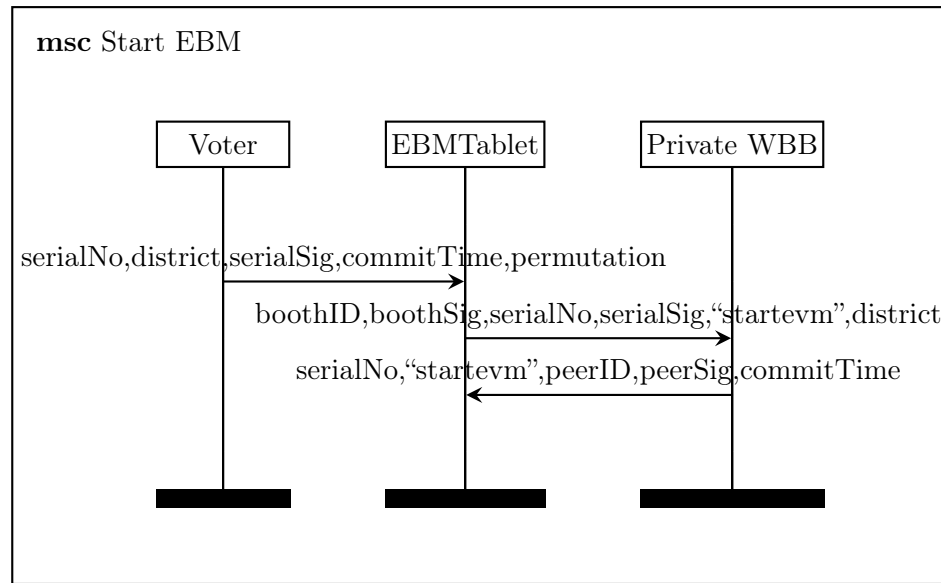 msc Start EBM
Voter
EBMTablet
Private WBB
serialNo,district,serialSig,commitTime,permutation
boothID,boothSig,serialNo,serialSig,“startevm”,district
serialNo,“startevm”,peerID,peerSig,commitTime